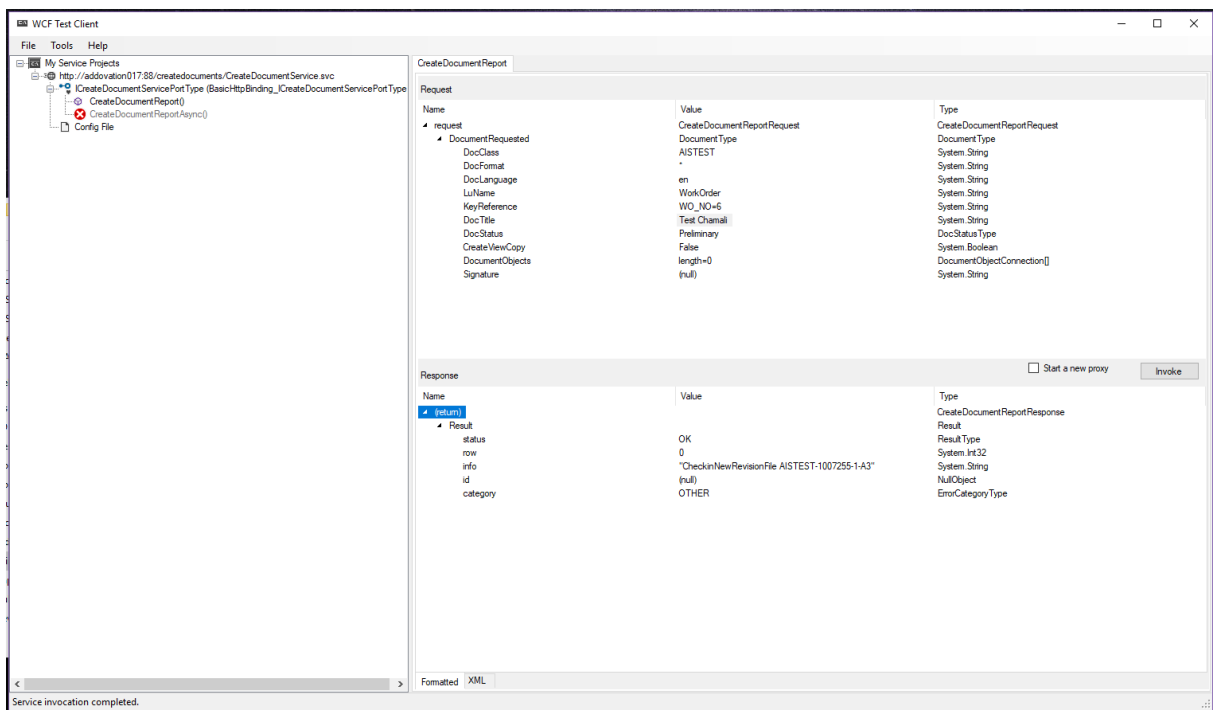 WCF Test Client
File Tools Help
My Service Projects
http://addovation017:88/createdocuments/CreateDocumentService.svc
ICreateDocumentServicePortType (BasicHttpBinding_ICreateDocumentServicePortType
CreateDocumentReport()
CreateDocumentReportAsync()
Config File
CreateDocumentReport
Request
Name Value Type
request CreateDocumentReportRequest CreateDocumentReportRequest
DocumentRequested DocumentType DocumentType
DocClass AISTEST System.String
DocFormat * System.String
DocLanguage en System.String
LuName WorkOrder System.String
KeyReference WO_NO=6 System.String
DocTitle Test Chamali System.String
DocStatus Preliminary DocStatusType
CreateViewCopy False System.Boolean
DocumentObjects length=0 DocumentObjectConnection[]
Signature (null) System.String
Response
Start a new proxy Invoke
Name Value Type
(return) CreateDocumentReportResponse
Result Result
status OK ResultType
row 0 System.Int32
info "CheckinNewRevisionFile AISTEST-1007255-1-A3" System.String
id (null) NullObject
category OTHER ErrorCategoryType
Formatted XML
Service invocation completed.